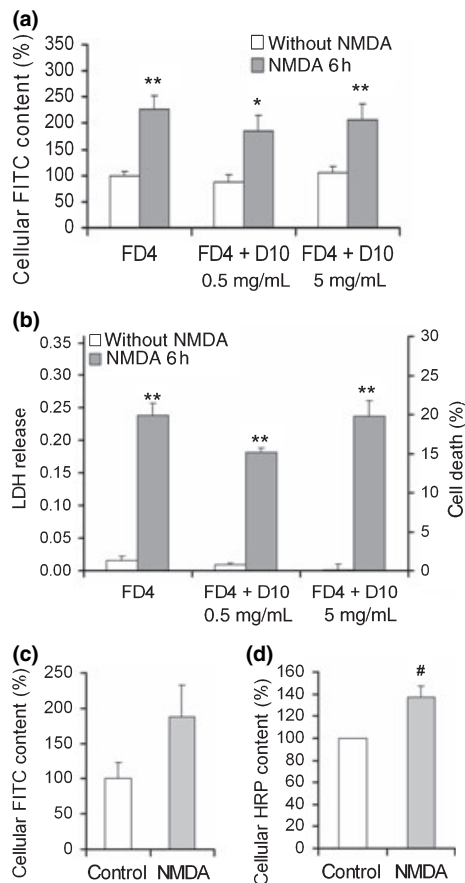 (a)
Cellular FITC content (%)
350
300
250
200
150
100
50
0
Without NMDA
NMDA 6h
**
*
**
FD4
FD4 + D10
0.5 mg/mL
FD4 + D10
5 mg/mL
(b)
LDH release
0.36
0.30
0.25
0.20
0.15
0.10
0.05
0.00
Without NMDA
NMDA 6h
**
**
**
30
25
20
15
10
5
0
Cell death (%)
FD4
FD4 + D10
0.5 mg/mL
FD4 + D10
5 mg/mL
(c)
Cellular FITC content (%)
250
200
150
100
50
0
Control
NMDA
(d)
Cellular HRP content (%)
160
140
120
100
80
60
40
20
0
#
Control
NMDA